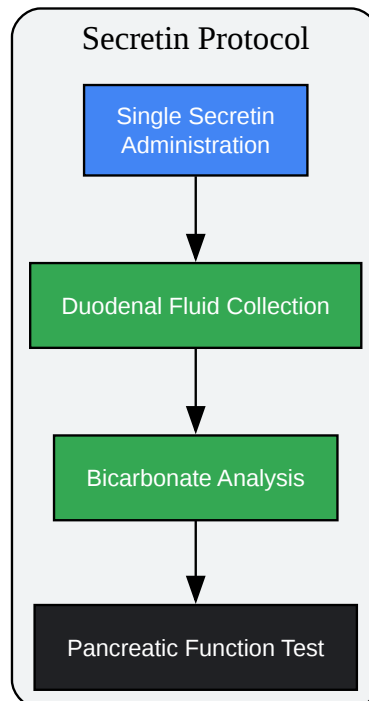 Secretin Protocol
Single Secretin
Administration
Duodenal Fluid Collection
Bicarbonate Analysis
Pancreatic Function Test